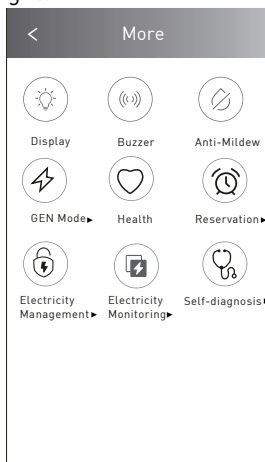 < More
Display Buzzer Anti-Mildew
GEN Mode▸ Health Reservation▸
Electricity Electricity Self-diagnosis
Management▸ Monitoring▸